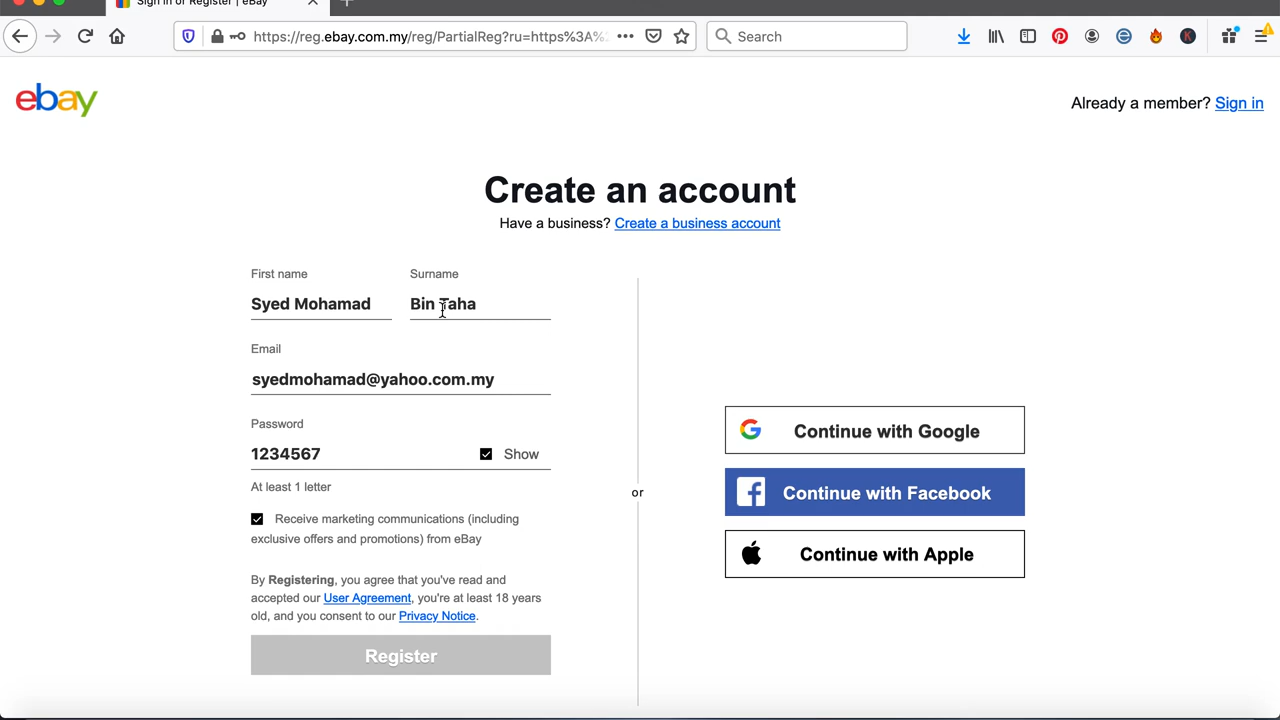 Sign in or Register | eBay
https://reg.ebay.com.my/reg/PartialReg?ru=https%3A%2
Search
ebay
Already a member? Sign in
Create an account
Have a business? Create a business account
First name
Surname
Syed Mohamad
Bin Taha
Email
syedmohamad@yahoo.com.my
Password
1234567
Show
At least 1 letter
Receive marketing communications (including
exclusive offers and promotions) from eBay
By Registering, you agree that you've read and
accepted our User Agreement, you're at least 18 years
old, and you consent to our Privacy Notice.
Register
or
Continue with Google
Continue with Facebook
Continue with Apple